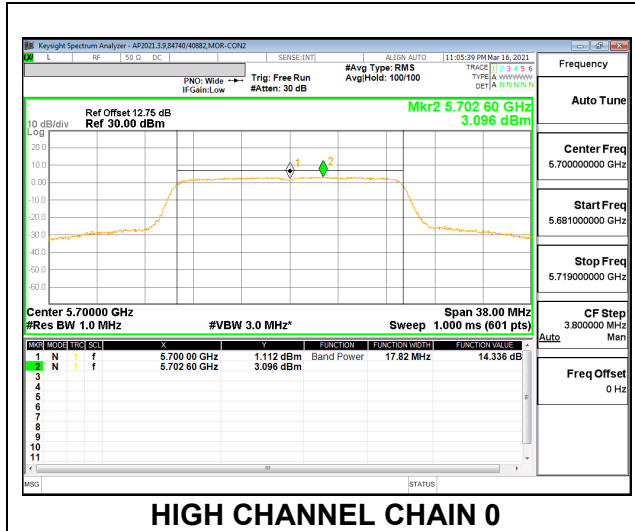 Keysight Spectrum Analyzer - AP2021.3.9,84740/40882,MOR-CON2
L RF 50 Ω DC SENSE:INT ALIGN AUTO 11:05:39 PM Mar 16, 2021
#Avg Type: RMS TRACE 1 2 3 4 5 6
PNO: Wide Trig: Free Run Avg|Hold: 100/100 TYPE A WWWWW
IFGain:Low #Atten: 30 dB DET A N N N N N
Mkr2 5.702 60 GHz
Ref Offset 12.75 dB
10 dB/div Ref 30.00 dBm 3.096 dBm
Log
20.0
1 2
10.0
0.00
-10.0
-20.0
-30.0
-40.0
-50.0
-60.0
Center 5.70000 GHz Span 38.00 MHz
#Res BW 1.0 MHz #VBW 3.0 MHz* Sweep 1.000 ms (601 pts)
MKR MODE TRC SCL X Y FUNCTION FUNCTION WIDTH FUNCTION VALUE
1 N 1 f 5.700 00 GHz 1.112 dBm Band Power 17.82 MHz 14.336 dB
2 N 1 f 5.702 60 GHz 3.096 dBm
3
4
5
6
7
8
9
10
11
MSG STATUS
Frequency
Auto Tune
Center Freq
5.700000000 GHz
Start Freq
5.681000000 GHz
Stop Freq
5.719000000 GHz
CF Step
3.800000 MHz
Auto Man
Freq Offset
0 Hz
HIGH CHANNEL CHAIN 0